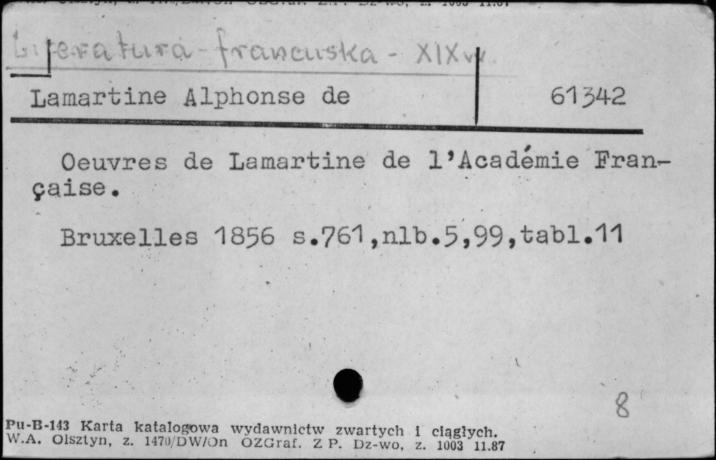 Literatura - francuska - XIX w.
Lamartine Alphonse de 61342
Oeuvres de Lamartine de l'Académie Fran-
çaise.
Bruxelles 1856 s.761,nlb.5,99,tabl.11
8
Pu-B-143 Karta katalogowa wydawnictw zwartych i ciągłych.
W.A. Olsztyn, z. 1470/DW/On OZGraf. Z P. Dz-wo, z. 1003 11.87